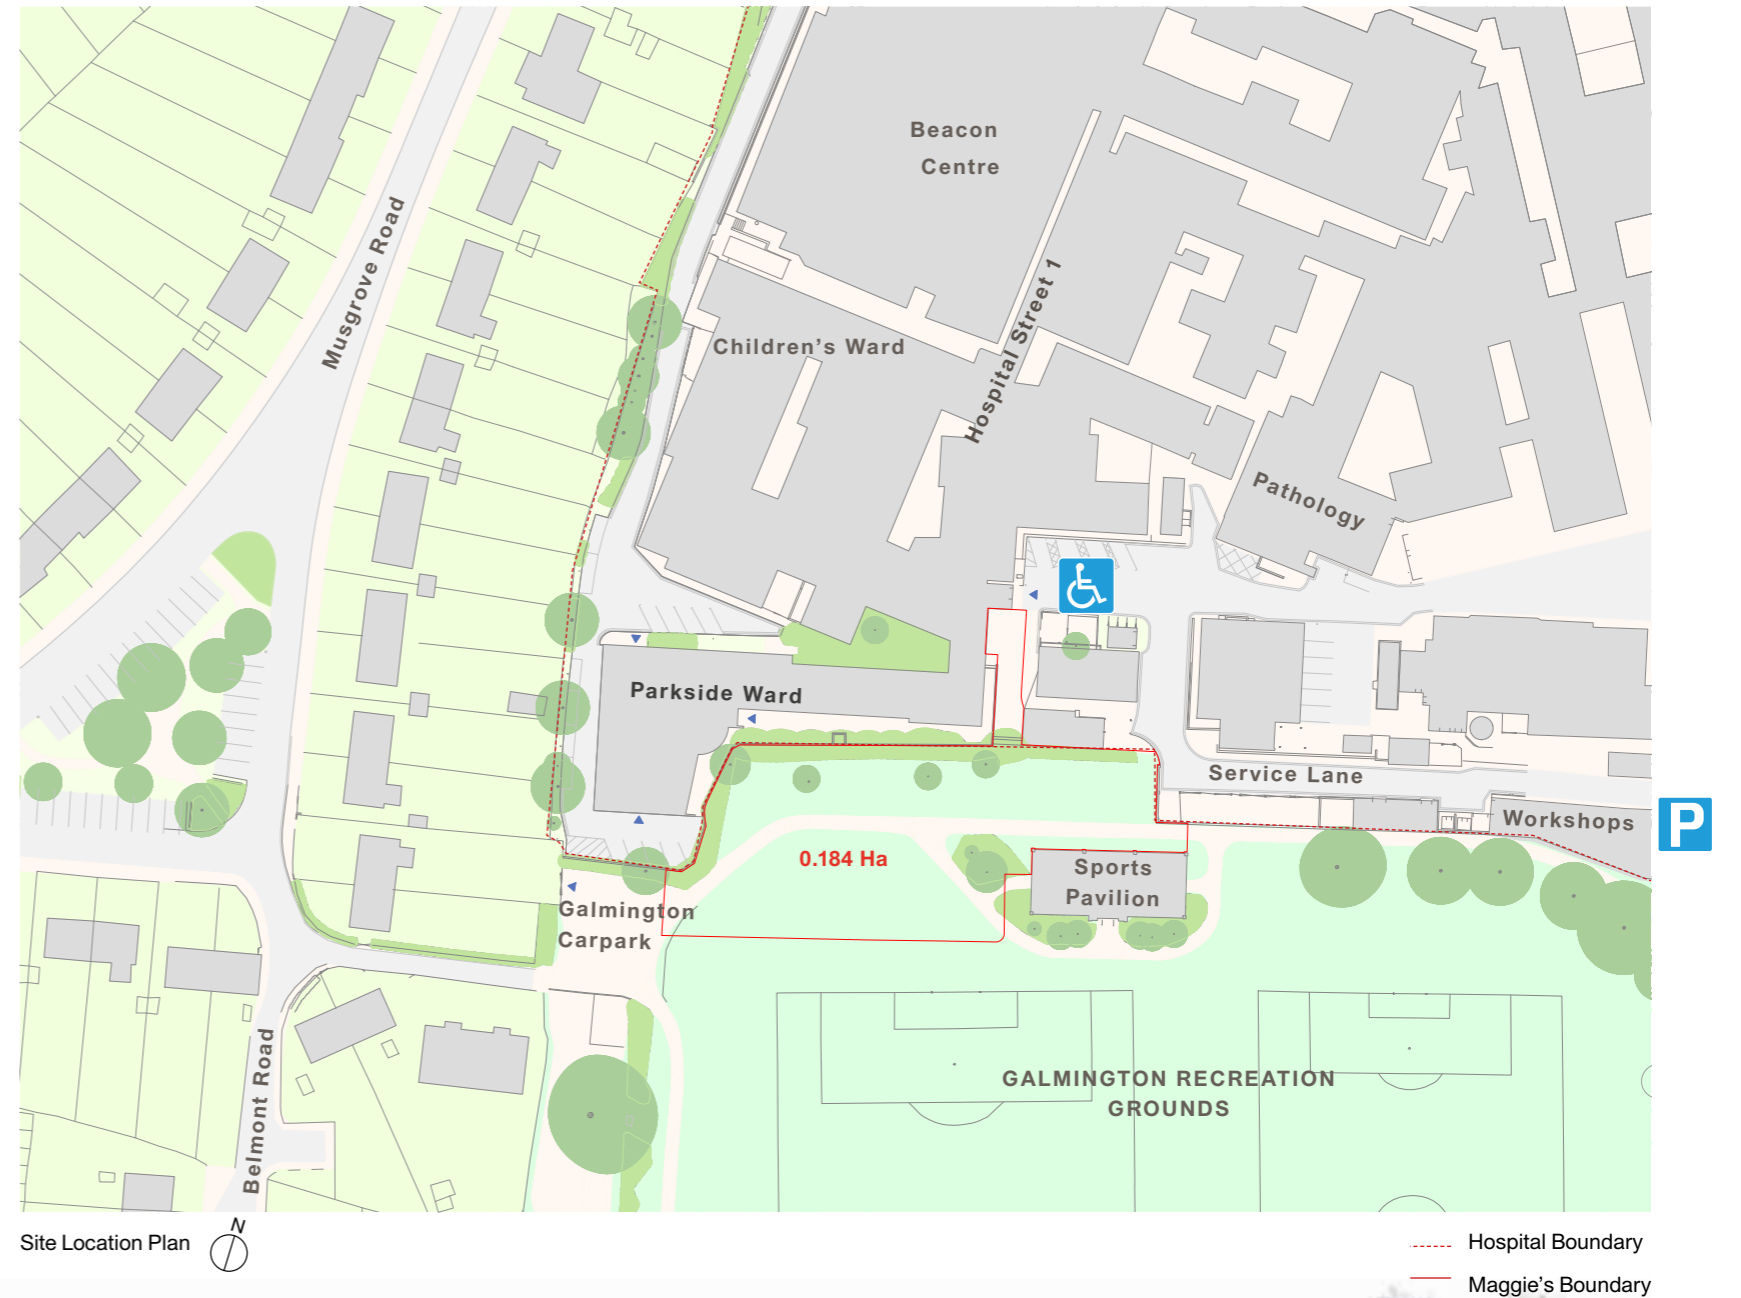 Beacon
Centre
Musgrove Road
Hospital Street 1
Children's Ward
Pathology
Parkside Ward
Service Lane
Workshops
P
0.184 Ha
Sports
Pavilion
Galmington
Carpark
GALMINGTON RECREATION
GROUNDS
Belmont Road
Site Location Plan
N
Hospital Boundary
Maggie's Boundary